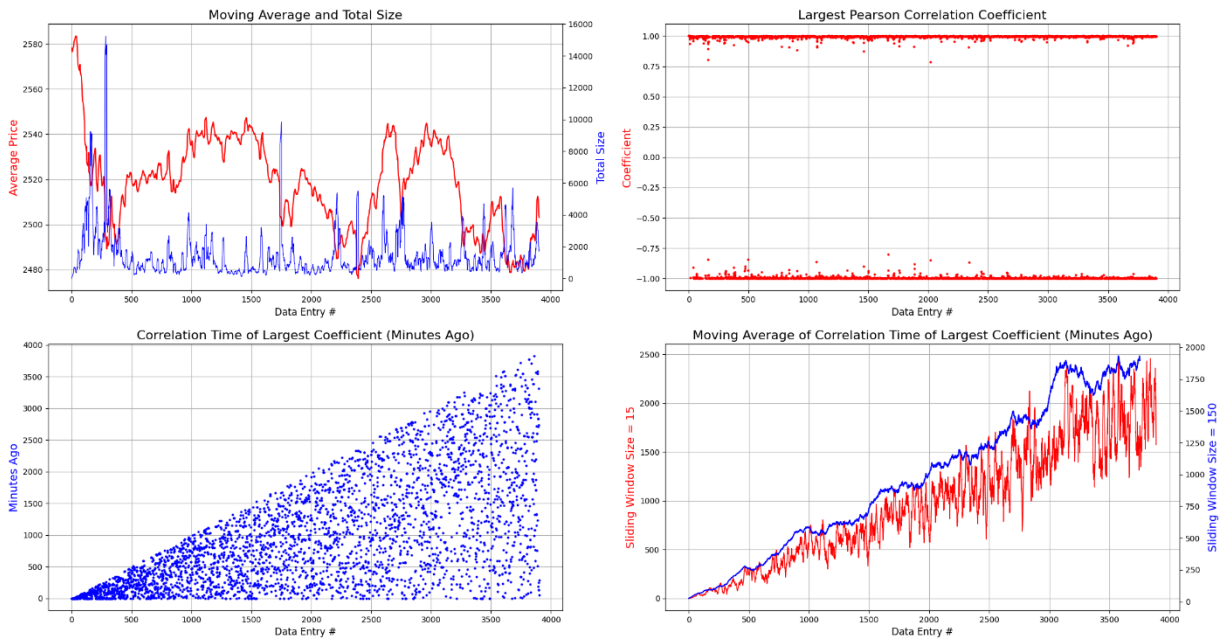 Moving Average and Total Size
2580
2560
2540
2520
2500
2480
Average Price
16000
14000
12000
10000
8000
6000
4000
2000
0
Total Size
0 500 1000 1500 2000 2500 3000 3500 4000
Data Entry #
Largest Pearson Correlation Coefficient
1.00
0.75
0.50
0.25
0.00
−0.25
−0.50
−0.75
−1.00
Coefficient
0 500 1000 1500 2000 2500 3000 3500 4000
Data Entry #
Correlation Time of Largest Coefficient (Minutes Ago)
4000
3500
3000
2500
2000
1500
1000
500
0
Minutes Ago
0 500 1000 1500 2000 2500 3000 3500 4000
Data Entry #
Moving Average of Correlation Time of Largest Coefficient (Minutes Ago)
2500
2000
1500
1000
500
0
Sliding Window Size = 15
2000
1750
1500
1250
1000
750
500
250
0
Sliding Window Size = 150
0 500 1000 1500 2000 2500 3000 3500 4000
Data Entry #